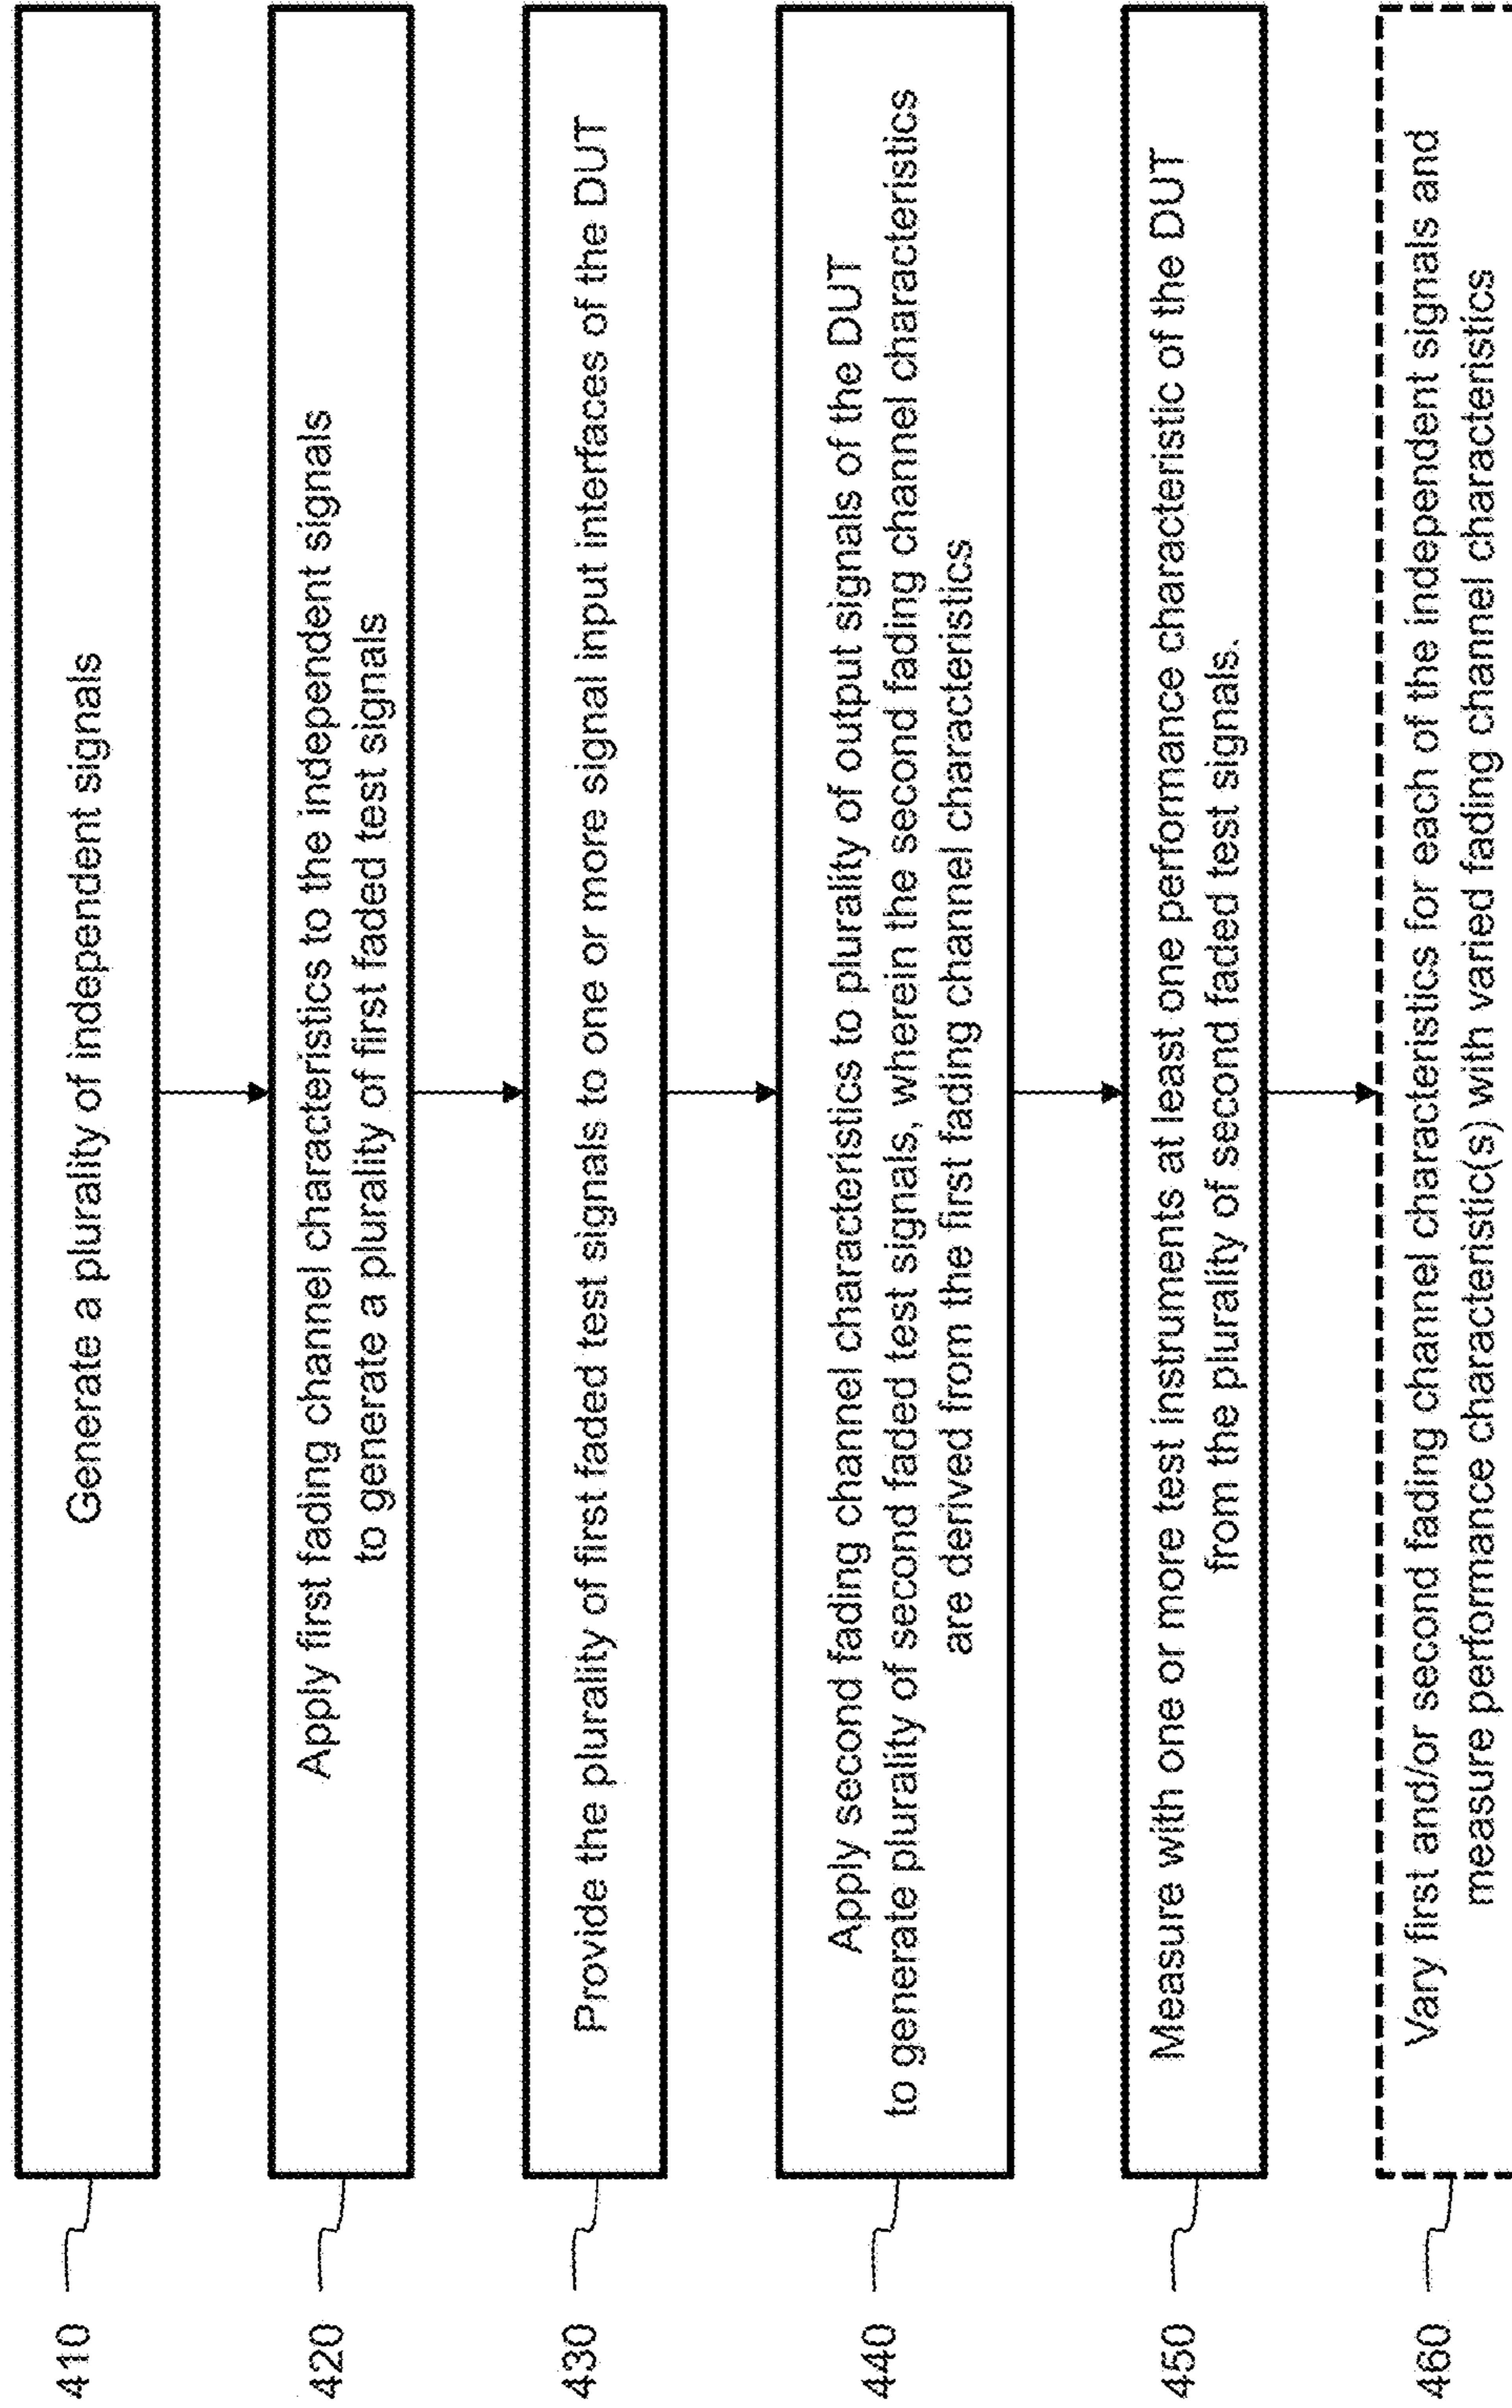 410
Generate a plurality of independent signals
420
Apply first fading channel characteristics to the independent signals
to generate a plurality of first faded test signals
430
Provide the plurality of first faded test signals to one or more signal input interfaces of the DUT
440
Apply second fading channel characteristics to plurality of output signals of the DUT
to generate plurality of second faded test signals, wherein the second fading channel characteristics
are derived from the first fading channel characteristics
450
Measure with one or more test instruments at least one performance characteristic of the DUT
from the plurality of second faded test signals.
460
Vary first and/or second fading channel characteristics for each of the independent signals and
measure performance characteristic(s) with varied fading channel characteristics